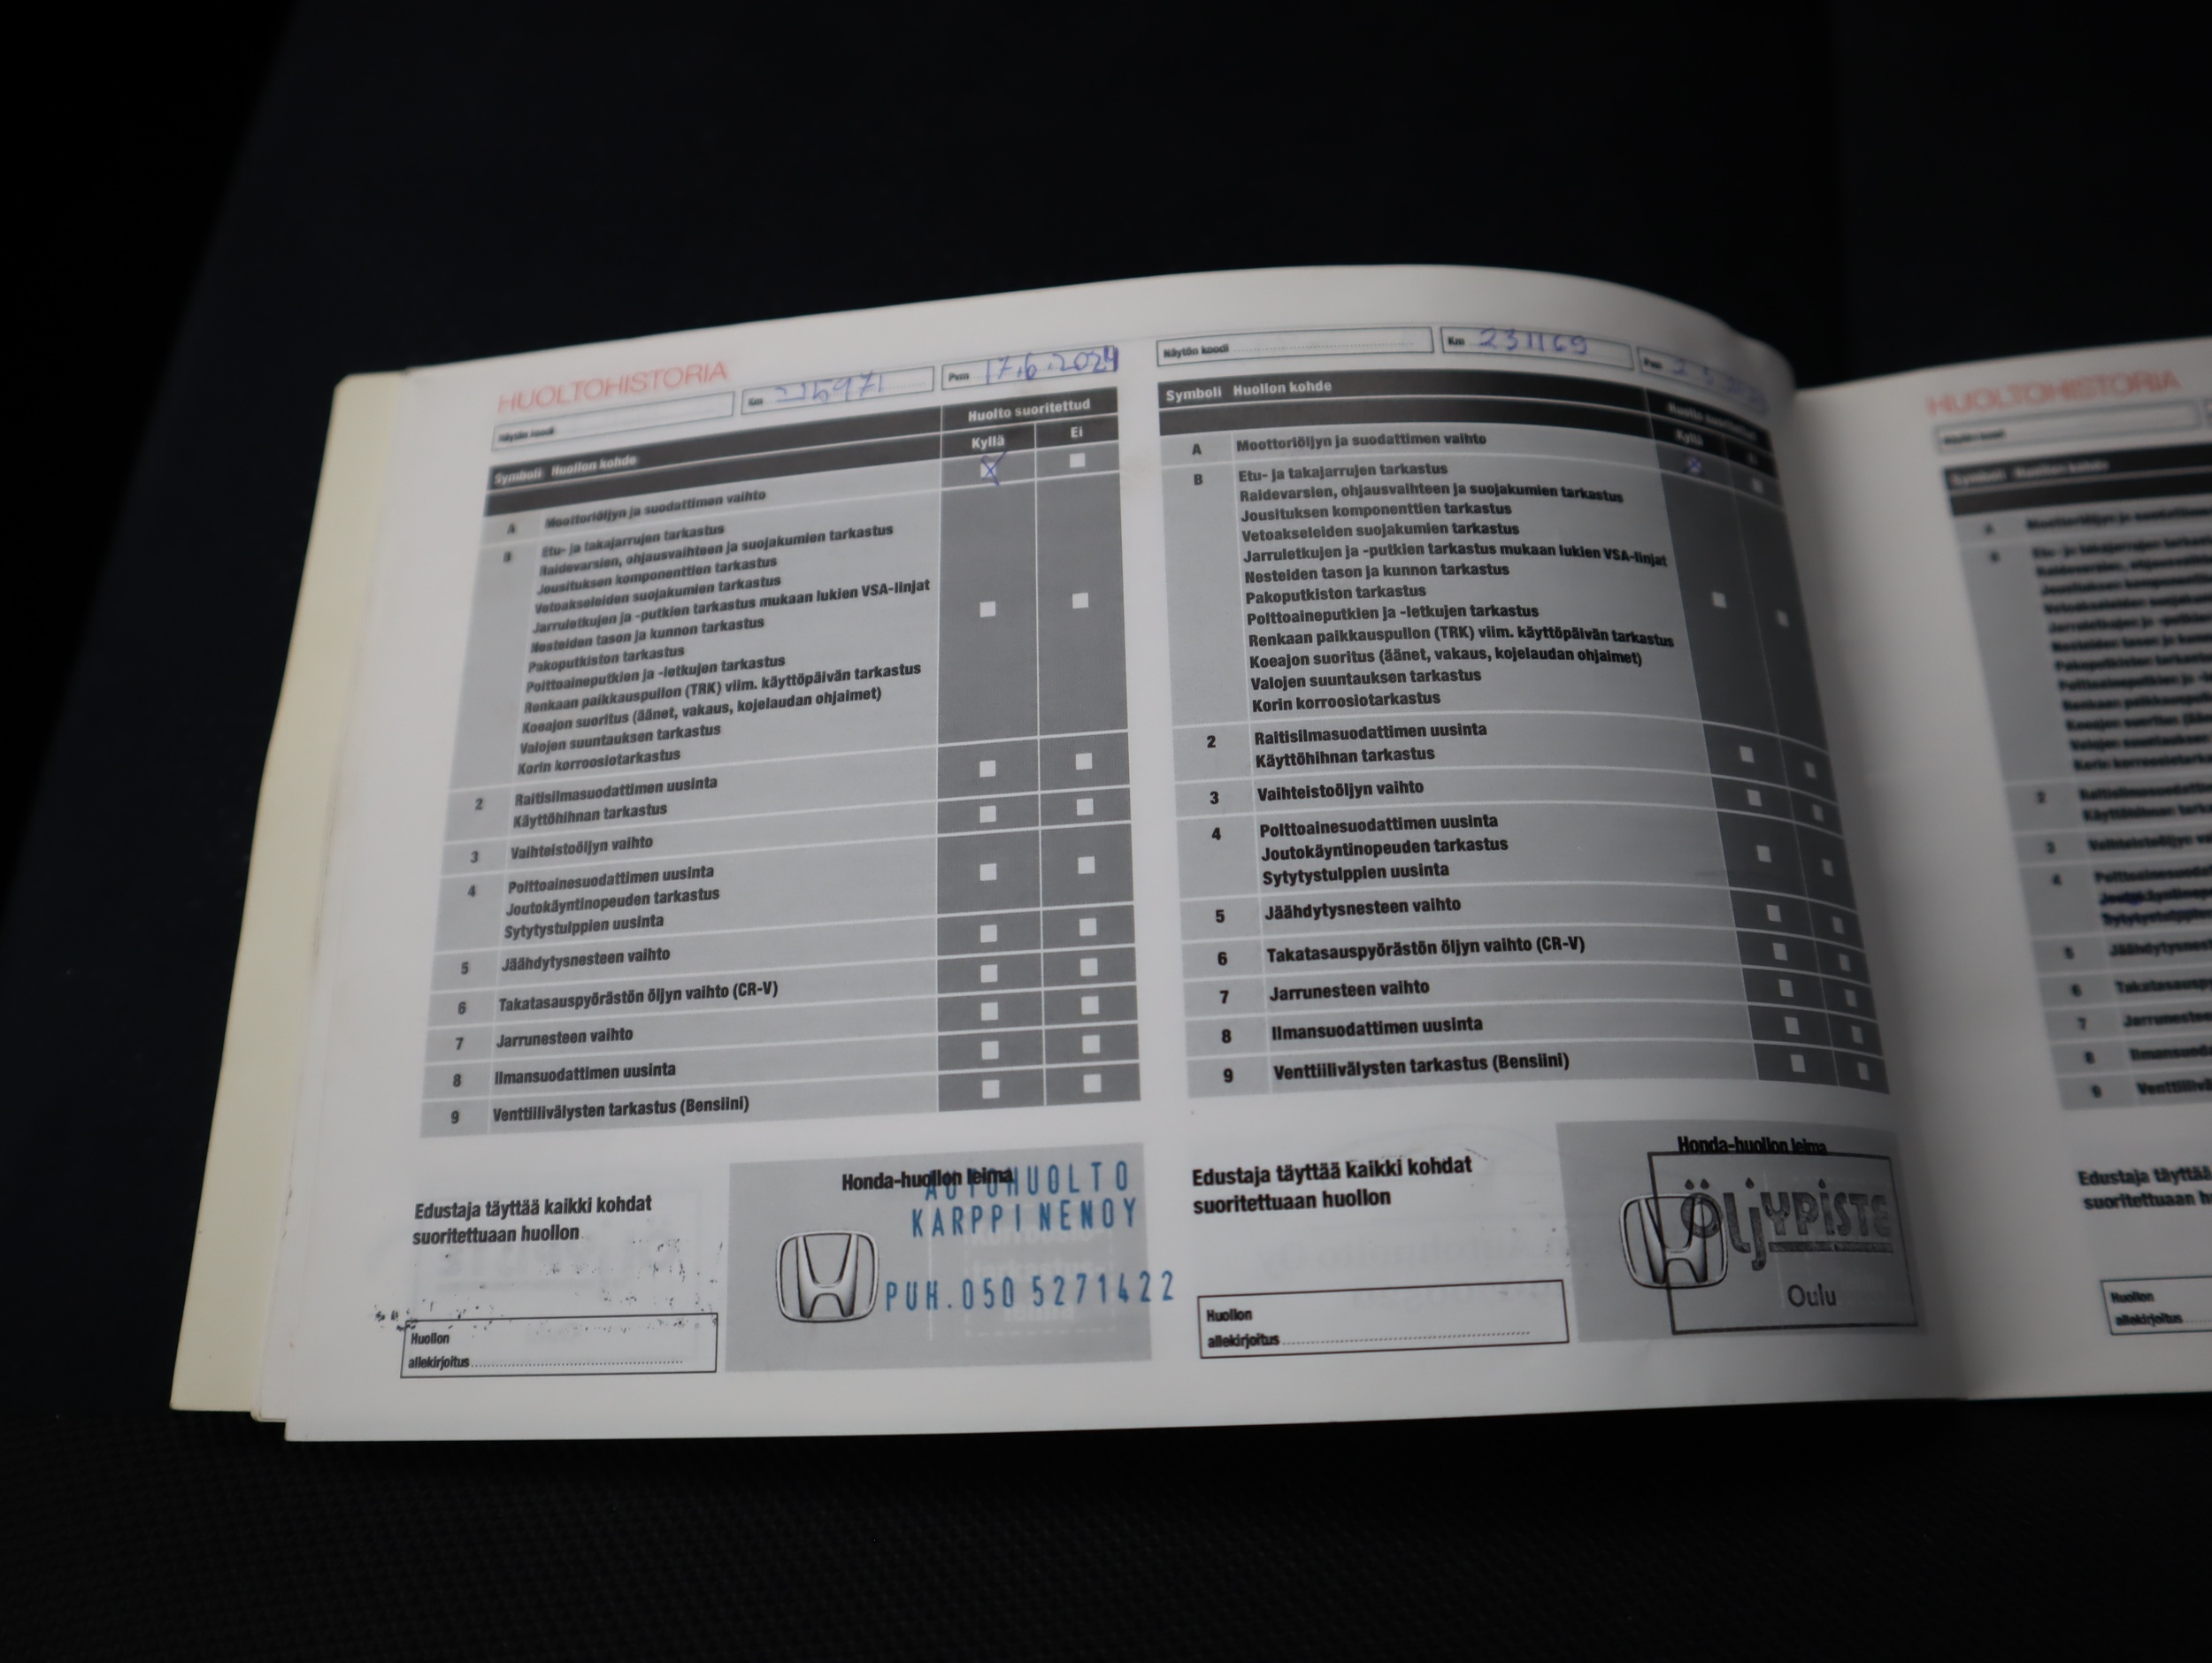 HUOLTOHISTORIA
Näytön koodi
Km 215971
Pvm 17.6.2024
Symboli Huollon kohde
Huolto suoritettud
Kyllä Ei
A Moottoriöljyn ja suodattimen vaihto
B Etu- ja takajarrujen tarkastus
Raidevarsien, ohjausvaihteen ja suojakumien tarkastus
Jousituksen komponenttien tarkastus
Vetoakseleiden suojakumien tarkastus
Jarruletkujen ja -putkien tarkastus mukaan lukien VSA-linjat
Nesteiden tason ja kunnon tarkastus
Pakoputkiston tarkastus
Polttoaineputkien ja -letkujen tarkastus
Renkaan paikkauspullon (TRK) viim. käyttöpäivän tarkastus
Koeajon suoritus (äänet, vakaus, kojelaudan ohjaimet)
Valojen suuntauksen tarkastus
Korin korroosiotarkastus
2 Raitisilmasuodattimen uusinta
Käyttöhihnan tarkastus
3 Vaihteistoöljyn vaihto
4 Polttoainesuodattimen uusinta
Joutokäyntinopeuden tarkastus
Sytytystulppien uusinta
5 Jäähdytysnesteen vaihto
6 Takatasauspyörästön öljyn vaihto (CR-V)
7 Jarrunesteen vaihto
8 Ilmansuodattimen uusinta
9 Venttiilivälysten tarkastus (Bensiini)
Edustaja täyttää kaikki kohdat
suoritettuaan huollon
Huollon
allekirjoitus
Honda-huollon leima
AUTOHUOLTO
KARPPINENOY
PUH. 050 5271422
Näytön koodi
Km 231169
Pvm
Symboli Huollon kohde
Kyllä
A Moottoriöljyn ja suodattimen vaihto
B Etu- ja takajarrujen tarkastus
Raidevarsien, ohjausvaihteen ja suojakumien tarkastus
Jousituksen komponenttien tarkastus
Vetoakseleiden suojakumien tarkastus
Jarruletkujen ja -putkien tarkastus mukaan lukien VSA-linjat
Nesteiden tason ja kunnon tarkastus
Pakoputkiston tarkastus
Polttoaineputkien ja -letkujen tarkastus
Renkaan paikkauspullon (TRK) viim. käyttöpäivän tarkastus
Koeajon suoritus (äänet, vakaus, kojelaudan ohjaimet)
Valojen suuntauksen tarkastus
Korin korroosiotarkastus
2 Raitisilmasuodattimen uusinta
Käyttöhihnan tarkastus
3 Vaihteistoöljyn vaihto
4 Polttoainesuodattimen uusinta
Joutokäyntinopeuden tarkastus
Sytytystulppien uusinta
5 Jäähdytysnesteen vaihto
6 Takatasauspyörästön öljyn vaihto (CR-V)
7 Jarrunesteen vaihto
8 Ilmansuodattimen uusinta
9 Venttiilivälysten tarkastus (Bensiini)
Edustaja täyttää kaikki kohdat
suoritettuaan huollon
Huollon
allekirjoitus
Honda-huollon leima
ÖljYPiSTE
Oulu
HUOLTOHISTORIA
Symboli Huollon kohde
Edustaja täyttää
suoritettuaan
Huollon
allekirjoitus